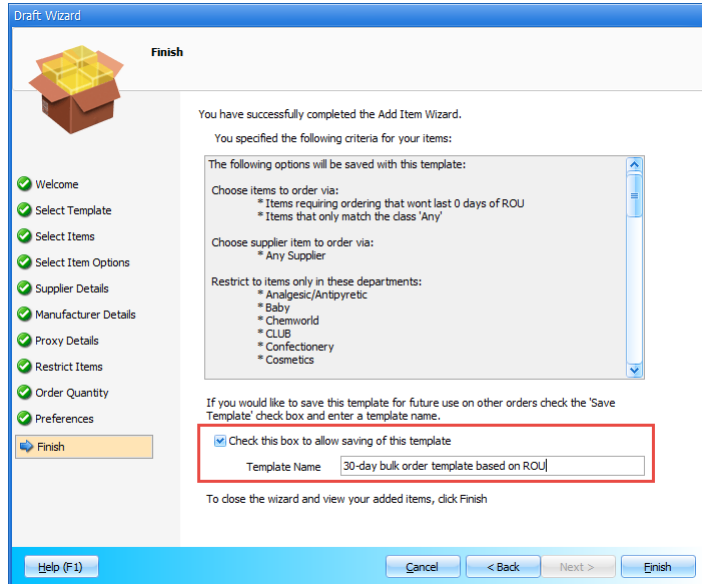 Draft Wizard
Finish
You have successfully completed the Add Item Wizard.
You specified the following criteria for your items:
The following options will be saved with this template:
Choose items to order via:
* Items requiring ordering that wont last 0 days of ROU
* Items that only match the class 'Any'
Choose supplier item to order via:
* Any Supplier
Restrict to items only in these departments:
* Analgesic/Antipyretic
* Baby
* Chemworld
* CLUB
* Confectionery
* Cosmetics
Welcome
Select Template
Select Items
Select Item Options
Supplier Details
Manufacturer Details
Proxy Details
Restrict Items
Order Quantity
Preferences
Finish
If you would like to save this template for future use on other orders check the 'Save
Template' check box and enter a template name.
Check this box to allow saving of this template
Template Name 30-day bulk order template based on ROU
To close the wizard and view your added items, click Finish
Help (F1) Cancel < Back Next > Finish